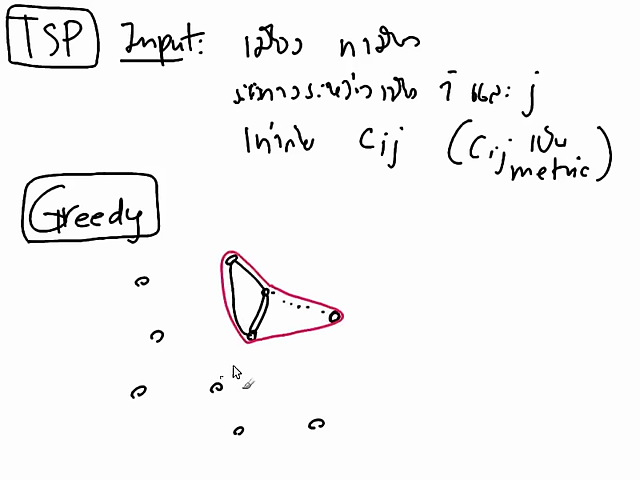 TSP Input: เมือง n เมือง
ระยะทางระหว่างเมือง i และ j
เท่ากับ Cij (Cij เป็น metric)
Greedy